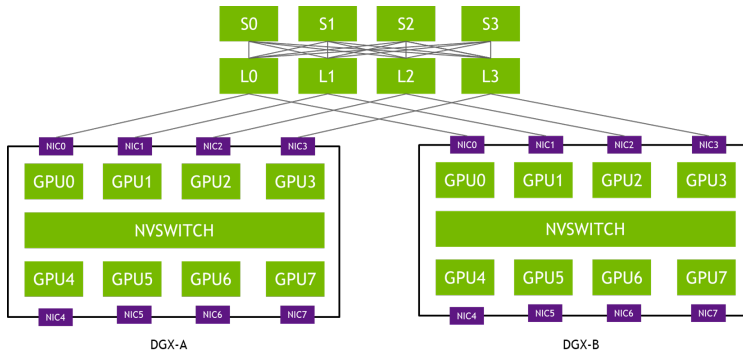 S0 S1 S2 S3
L0 L1 L2 L3
NIC0 NIC1 NIC2 NIC3 NIC0 NIC1 NIC2 NIC3
GPU0 GPU1 GPU2 GPU3 GPU0 GPU1 GPU2 GPU3
NVSWITCH NVSWITCH
GPU4 GPU5 GPU6 GPU7 GPU4 GPU5 GPU6 GPU7
NIC4 NIC5 NIC6 NIC7 NIC4 NIC5 NIC6 NIC7
DGX-A DGX-B